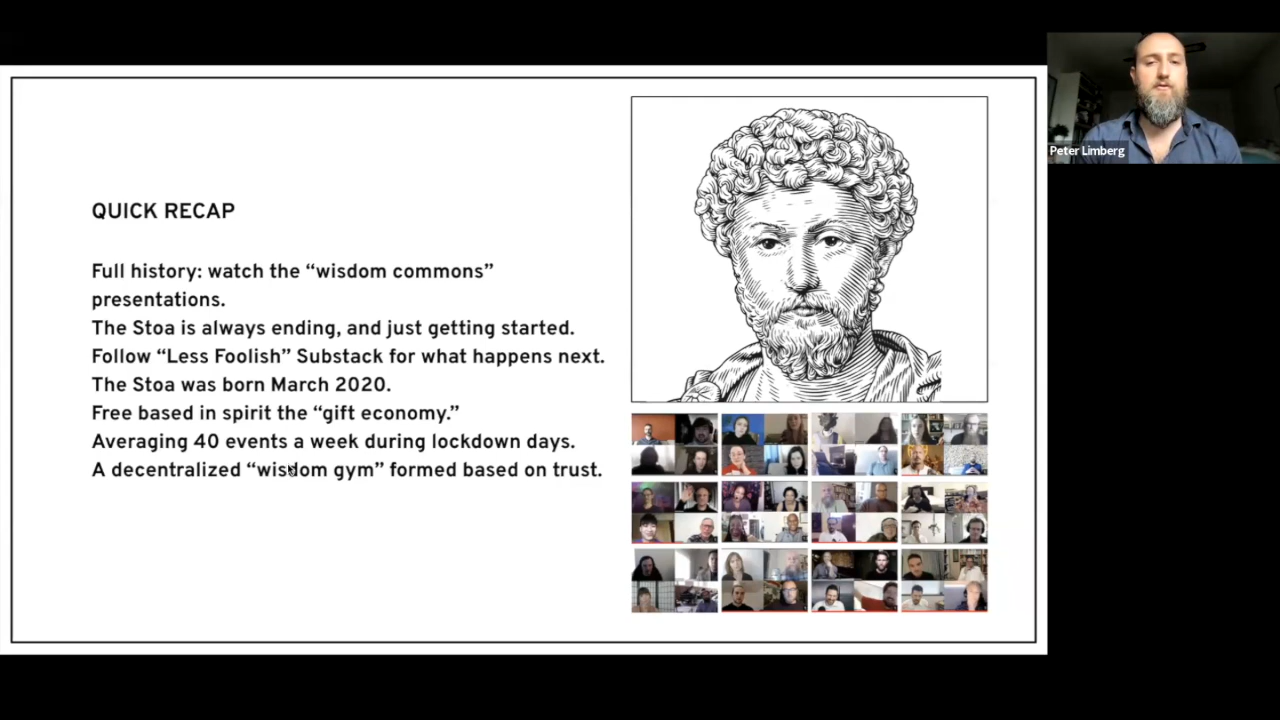 QUICK RECAP
Full history: watch the “wisdom commons”
presentations.
The Stoa is always ending, and just getting started.
Follow “Less Foolish” Substack for what happens next.
The Stoa was born March 2020.
Free based in spirit the “gift economy.”
Averaging 40 events a week during lockdown days.
A decentralized “wisdom gym” formed based on trust.
Peter Limberg